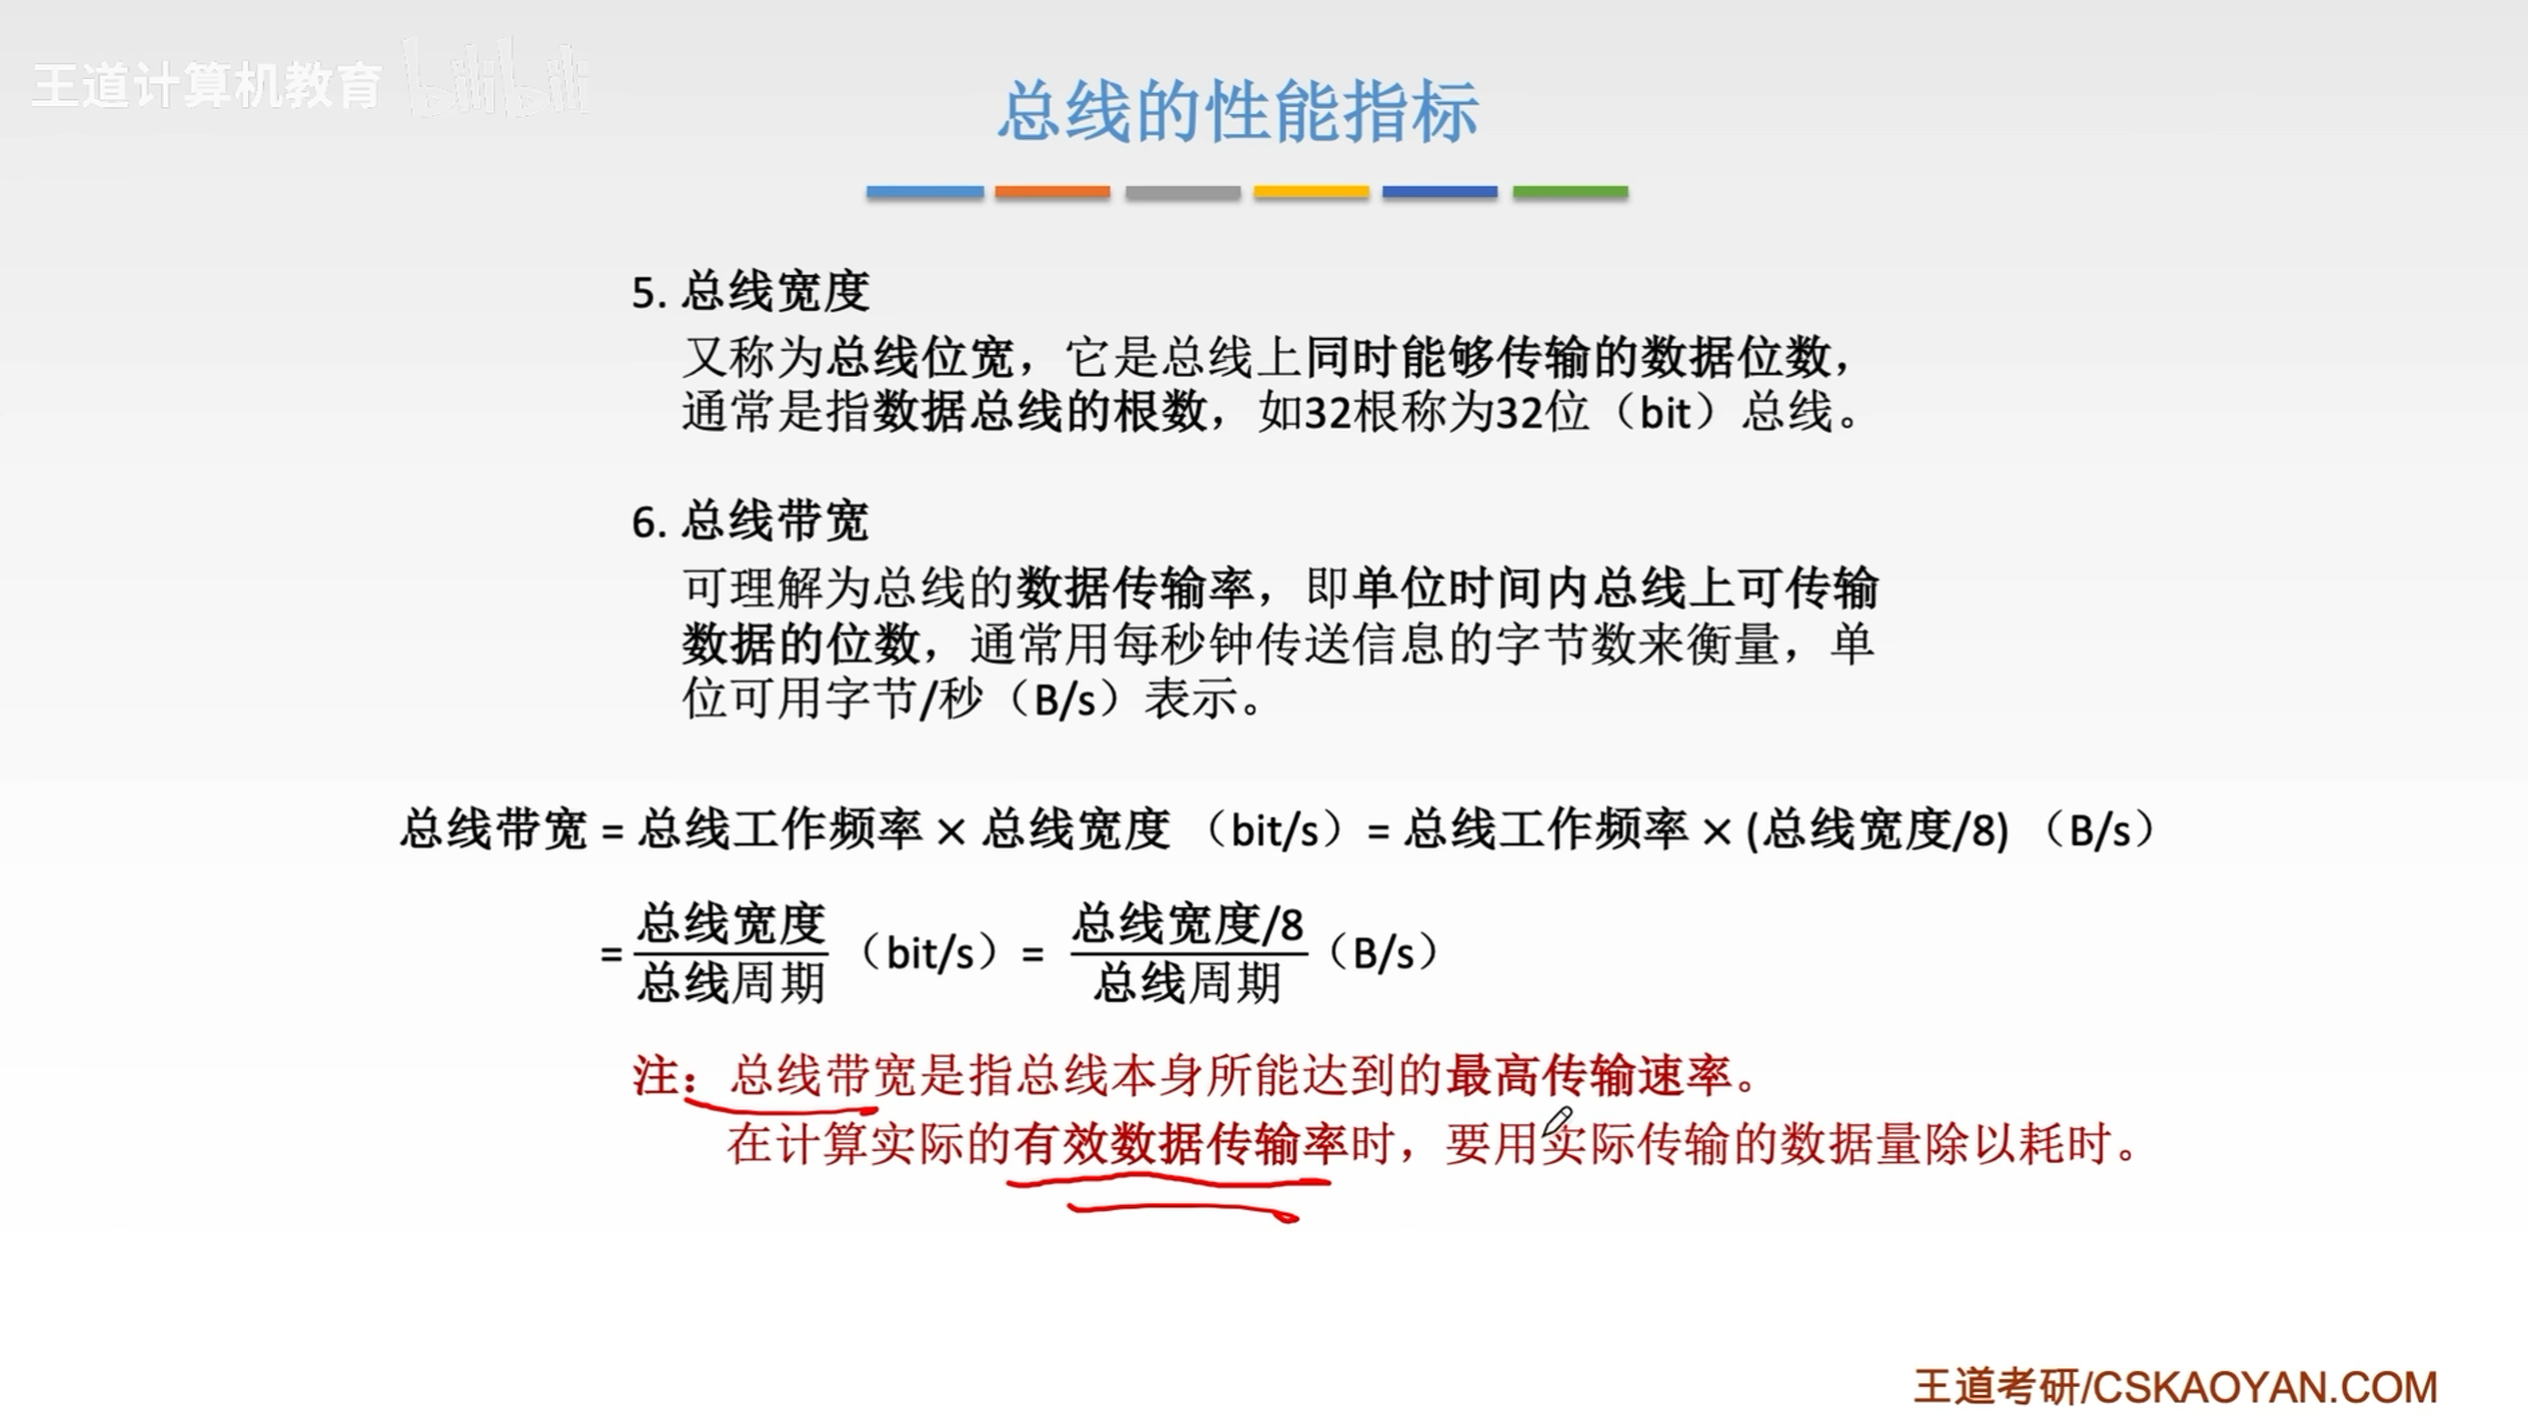 王道计算机教育 bilibili
总线的性能指标
5. 总线宽度
又称为总线位宽，它是总线上同时能够传输的数据位数，
通常是指数据总线的根数，如32根称为32位（bit）总线。
6. 总线带宽
可理解为总线的数据传输率，即单位时间内总线上可传输
数据的位数，通常用每秒钟传送信息的字节数来衡量，单
位可用字节/秒（B/s）表示。
总线带宽 = 总线工作频率 × 总线宽度 （bit/s）= 总线工作频率 × (总线宽度/8) （B/s）
= 总线宽度/总线周期 （bit/s）= 总线宽度/8/总线周期（B/s）
注：总线带宽是指总线本身所能达到的最高传输速率。
在计算实际的有效数据传输率时，要用实际传输的数据量除以耗时。
王道考研/CSKAOYAN.COM